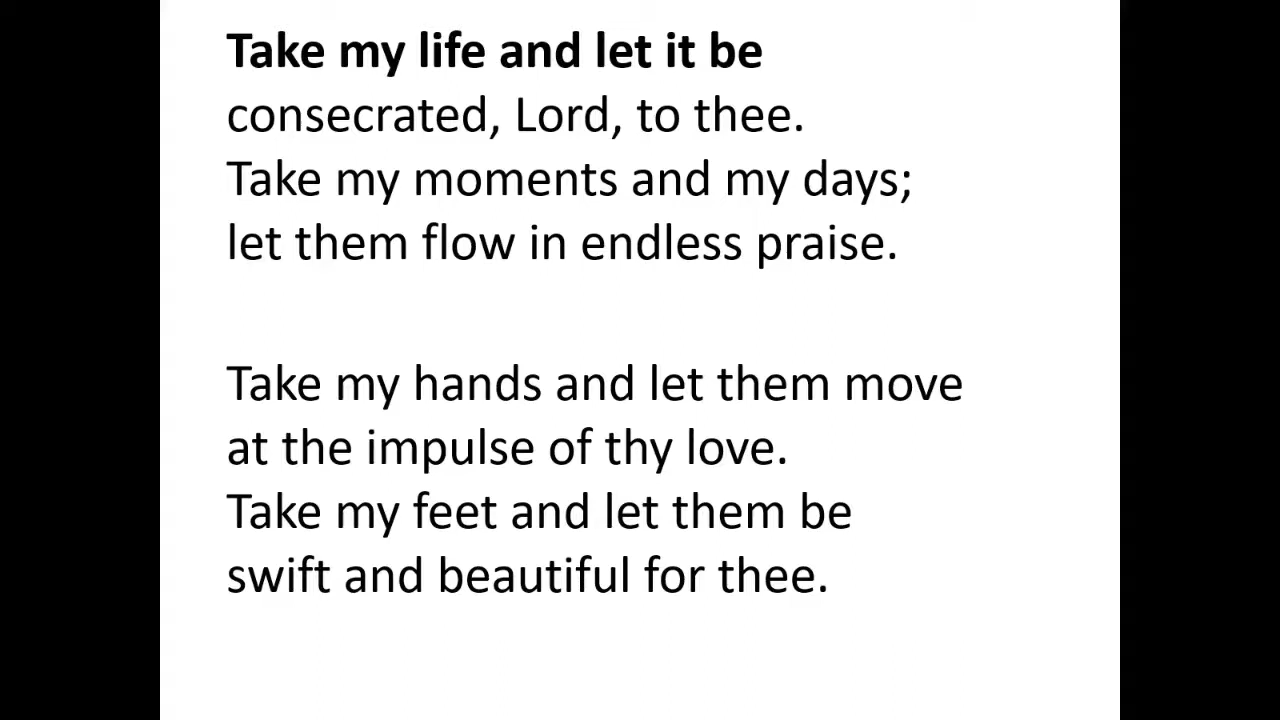 Take my life and let it be
consecrated, Lord, to thee.
Take my moments and my days;
let them flow in endless praise.
Take my hands and let them move
at the impulse of thy love.
Take my feet and let them be
swift and beautiful for thee.